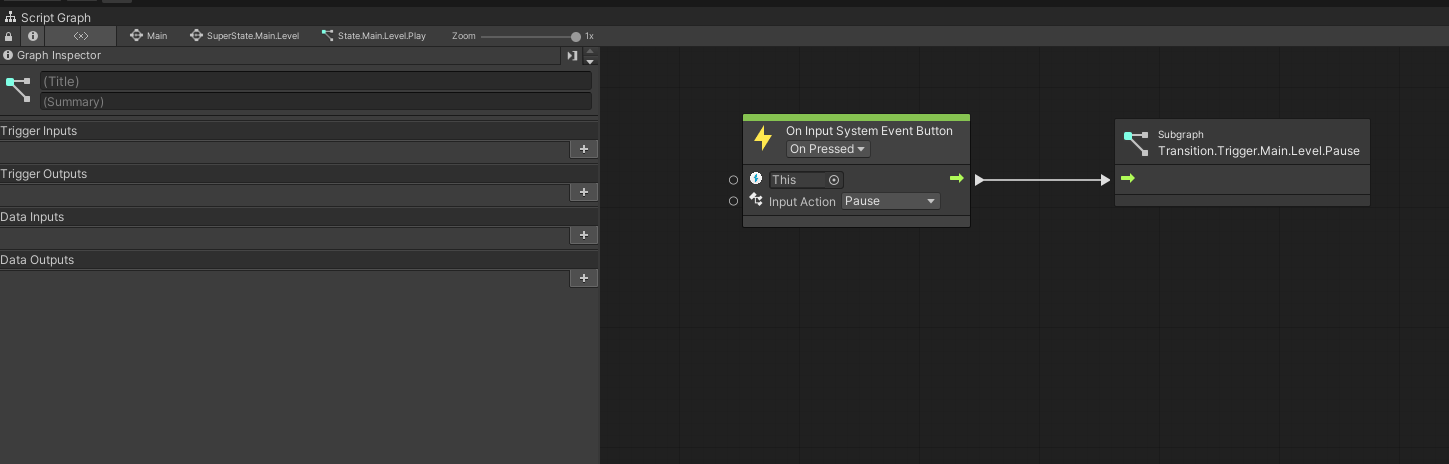 Script Graph
<x> Main SuperState.Main.Level State.Main.Level.Play Zoom 1x
Graph Inspector
(Title)
(Summary)
Trigger Inputs
+
Trigger Outputs
+
Data Inputs
+
Data Outputs
+
On Input System Event Button
On Pressed
This
Input Action Pause
Subgraph
Transition.Trigger.Main.Level.Pause